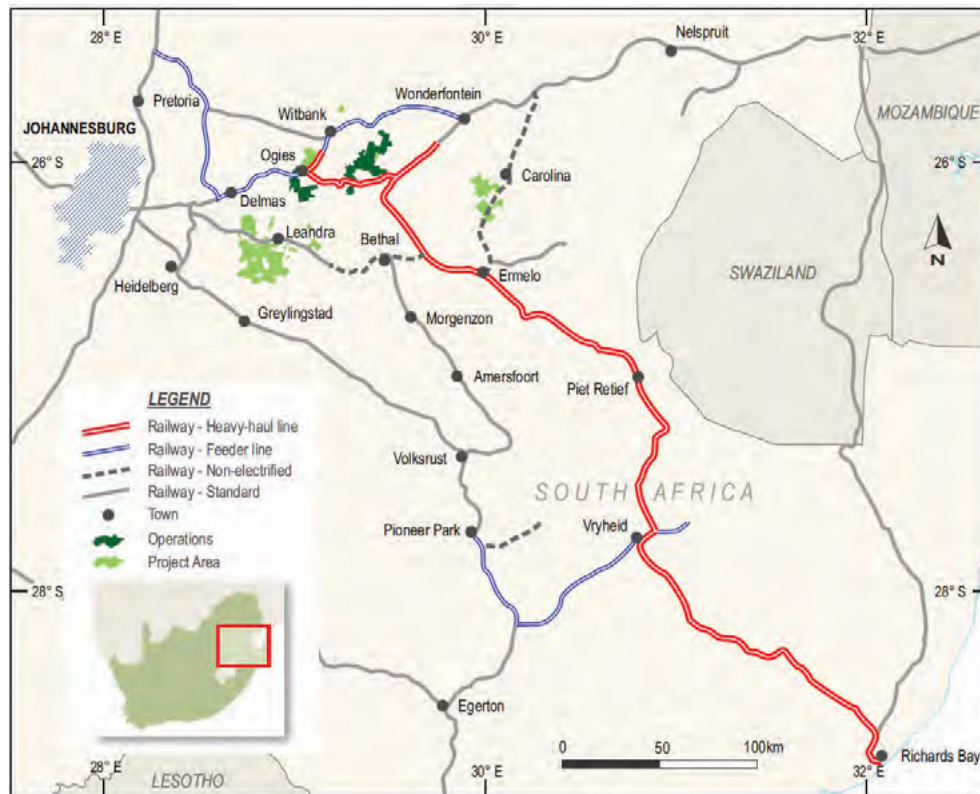 28° E
30° E
32° E
Nelspruit
Pretoria
Witbank
Wonderfontein
MOZAMBIQUE
JOHANNESBURG
26° S
Ogies
26° S
Carolina
Delmas
Leandra
Bethal
N
Heidelberg
Ermelo
SWAZILAND
Greylingstad
Morgenzon
Amersfoort
Piet Retief
LEGEND
Railway - Heavy-haul line
Railway - Feeder line
Railway - Non-electrified
Railway - Standard
Town
Operations
Project Area
Volksrust
SOUTH AFRICA
Pioneer Park
Vryheid
28° S
28° S
Egerton
0 50 100km
Richards Bay
28° E
30° E
32° E
LESOTHO